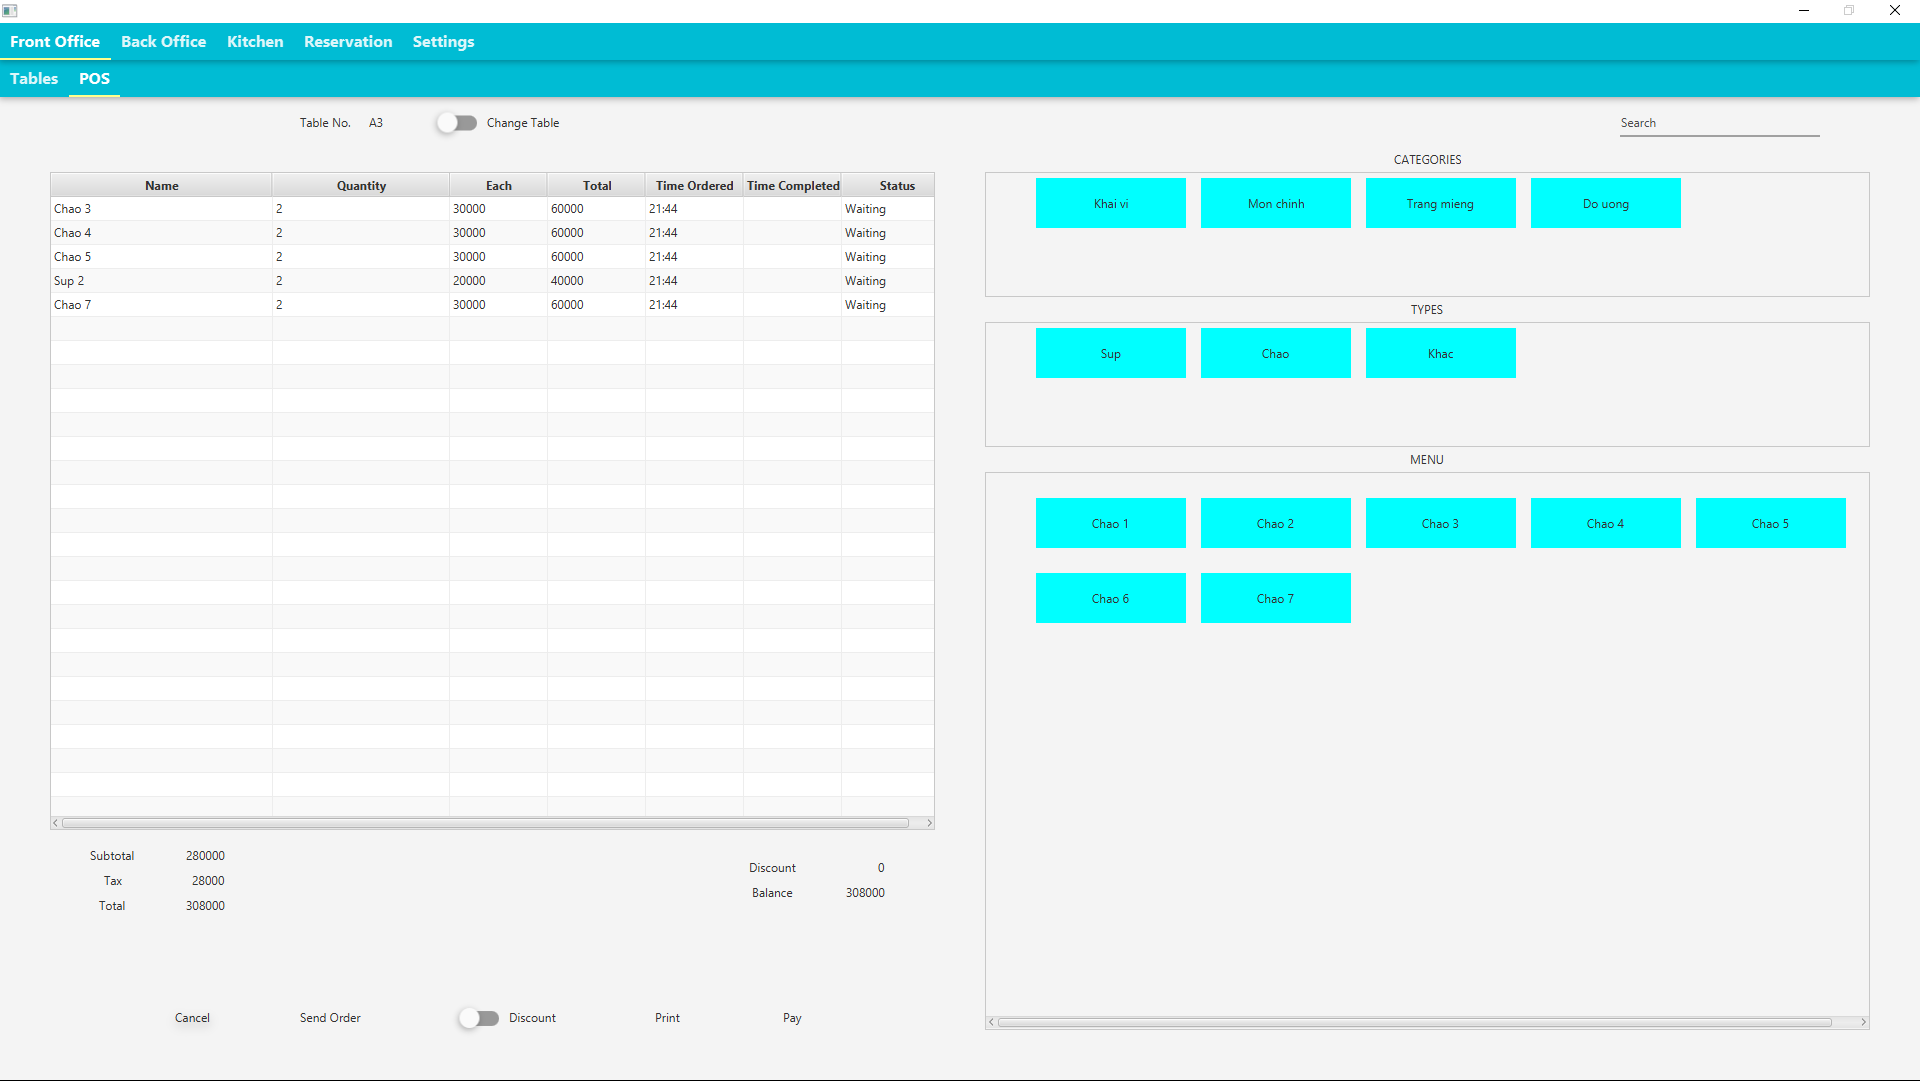 Front Office Back Office Kitchen Reservation Settings
Tables POS
Table No. A3 Change Table
Search
Name Quantity Each Total Time Ordered Time Completed Status
Chao 3 2 30000 60000 21:44 Waiting
Chao 4 2 30000 60000 21:44 Waiting
Chao 5 2 30000 60000 21:44 Waiting
Sup 2 2 20000 40000 21:44 Waiting
Chao 7 2 30000 60000 21:44 Waiting
Subtotal 280000
Tax 28000
Total 308000
Discount 0
Balance 308000
Cancel Send Order Discount Print Pay
CATEGORIES
Khai vi Mon chinh Trang mieng Do uong
TYPES
Sup Chao Khac
MENU
Chao 1 Chao 2 Chao 3 Chao 4 Chao 5
Chao 6 Chao 7